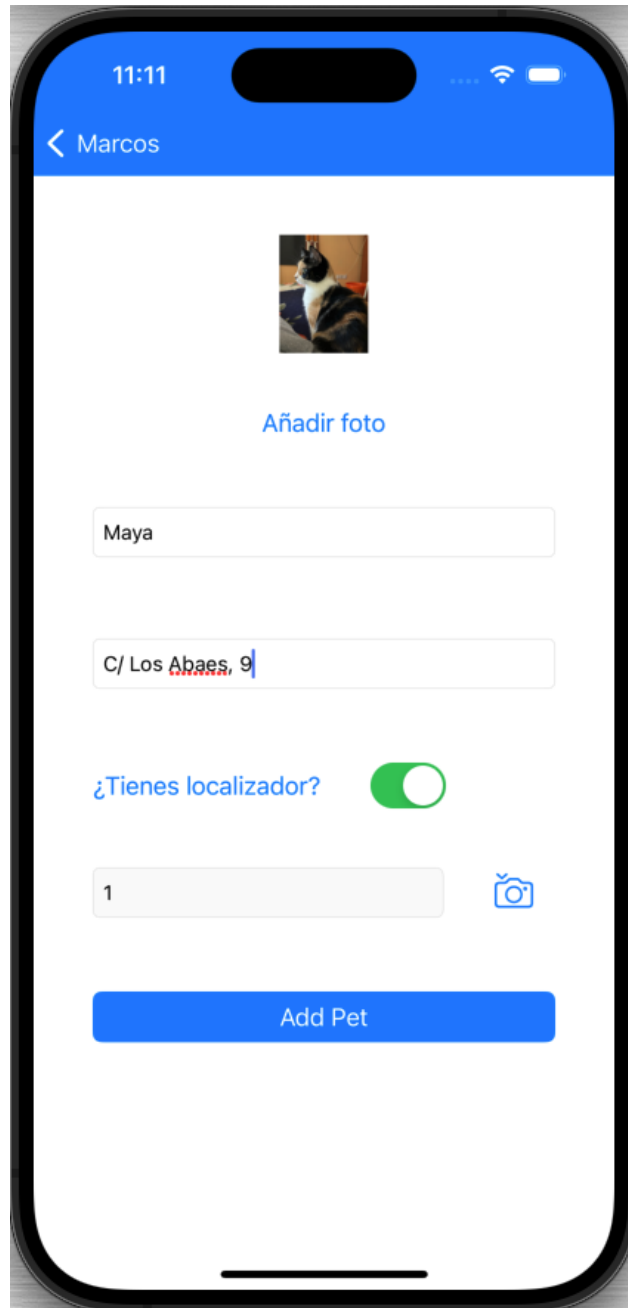 11:11
Marcos
Añadir foto
Maya
C/ Los Abaes, 9
¿Tienes localizador?
1
Add Pet